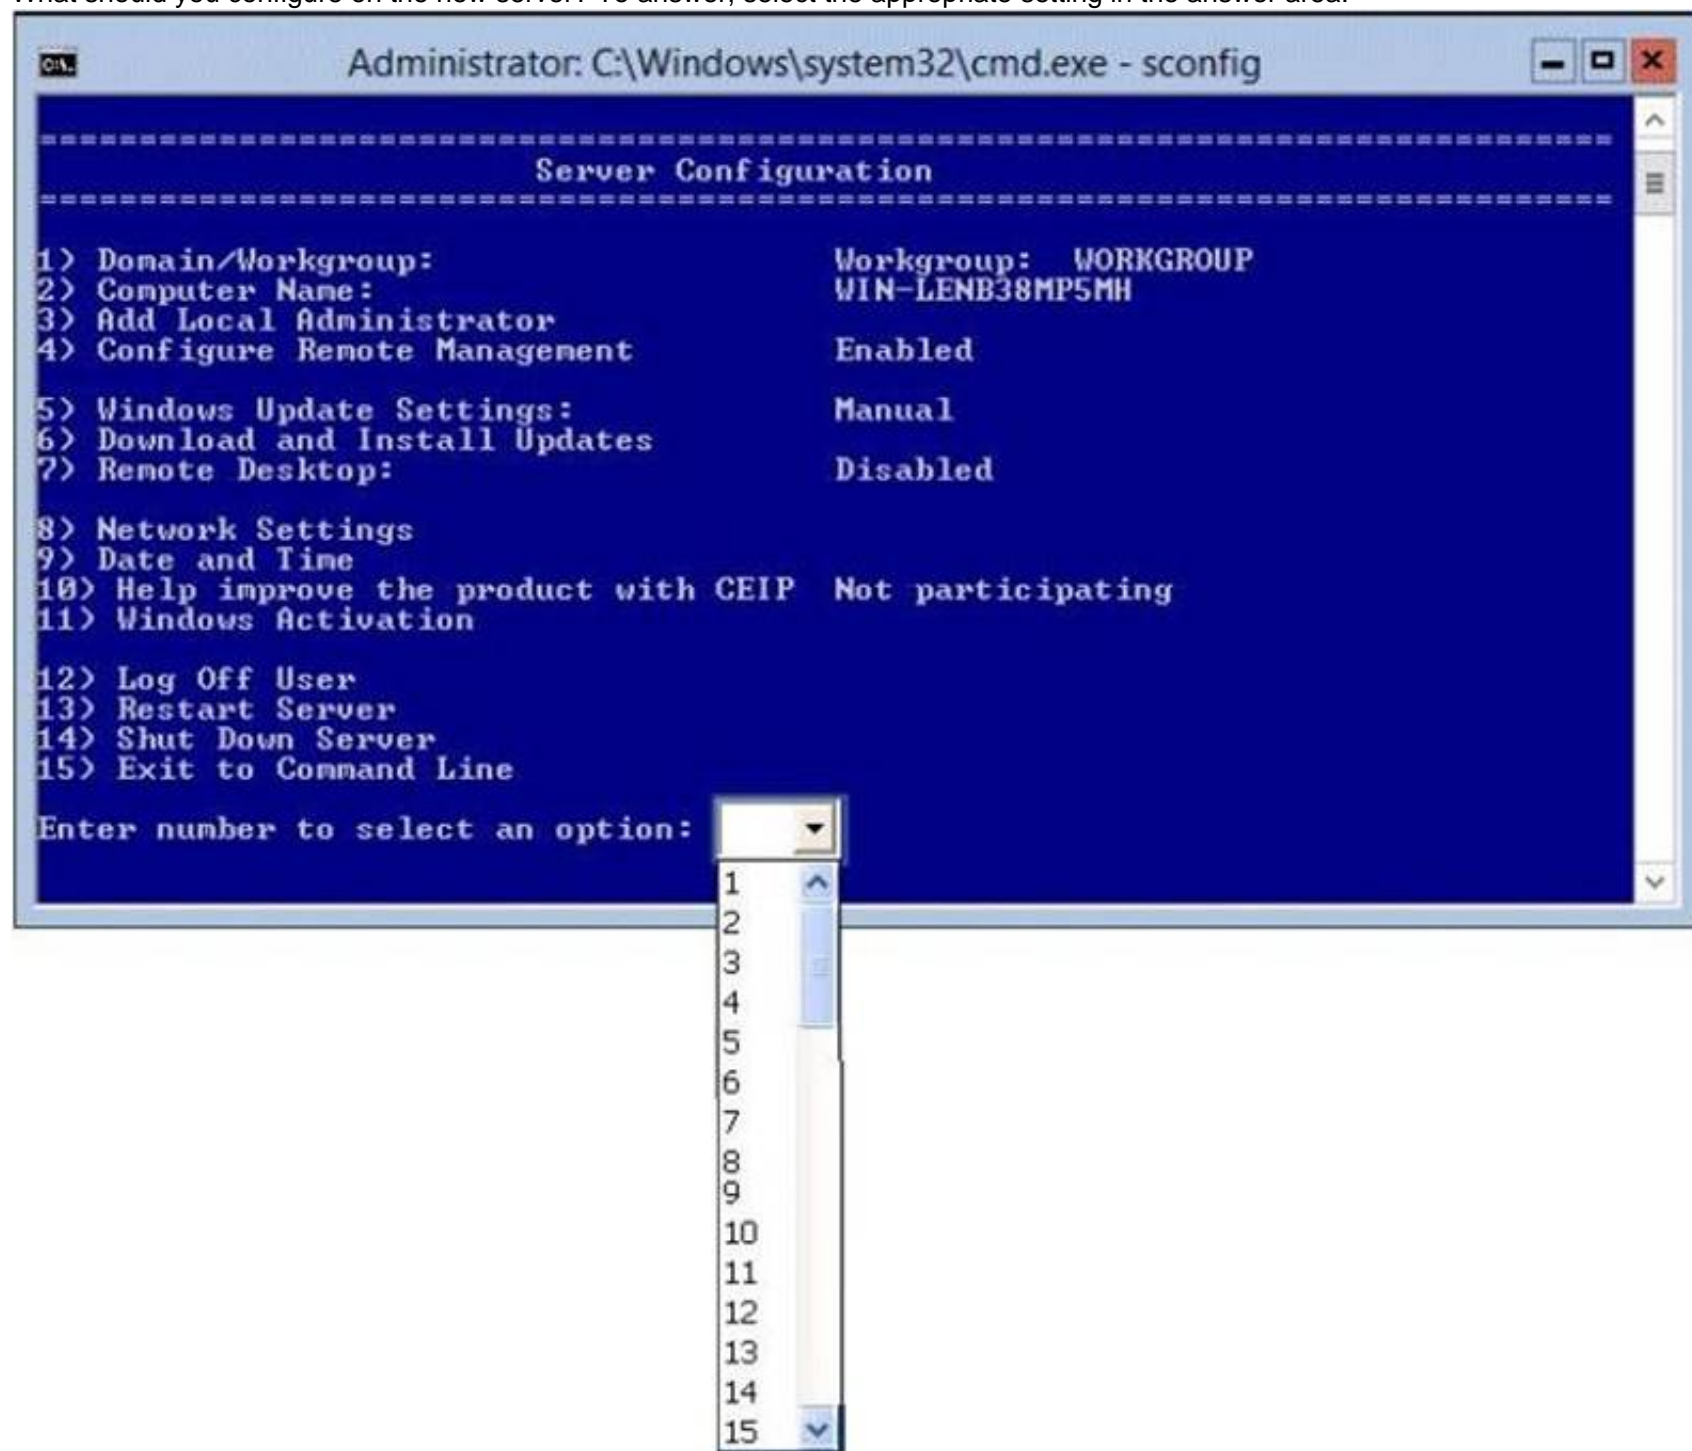 What should you configure on the new server? To answer, select the appropriate setting in the answer area.
Administrator: C:\Windows\system32\cmd.exe - sconfig
===============================================================================
Server Configuration
===============================================================================
1) Domain/Workgroup: Workgroup: WORKGROUP
2) Computer Name: WIN-LENB38MP5MH
3) Add Local Administrator
4) Configure Remote Management Enabled
5) Windows Update Settings: Manual
6) Download and Install Updates
7) Remote Desktop: Disabled
8) Network Settings
9) Date and Time
10) Help improve the product with CEIP Not participating
11) Windows Activation
12) Log Off User
13) Restart Server
14) Shut Down Server
15) Exit to Command Line
Enter number to select an option:
1
2
3
4
5
6
7
8
9
10
11
12
13
14
15